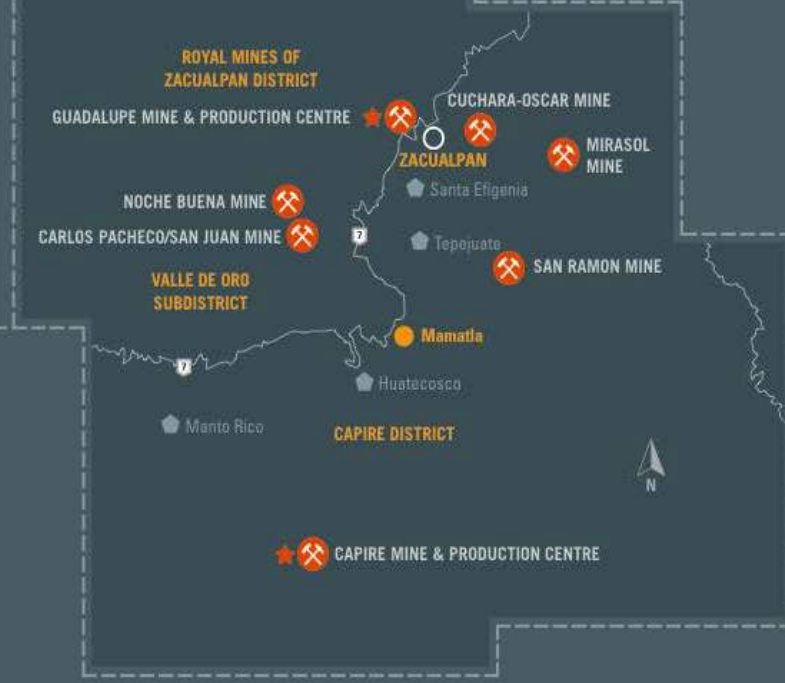 ROYAL MINES OF
ZACUALPAN DISTRICT
CUCHARA-OSCAR MINE
GUADALUPE MINE & PRODUCTION CENTRE
MIRASOL
MINE
ZACUALPAN
Santa Efigenia
NOCHE BUENA MINE
CARLOS PACHECO/SAN JUAN MINE
7
Tepojuate
SAN RAMON MINE
VALLE DE ORO
SUBDISTRICT
Mamatla
7
Huatecosco
Manto Rico
CAPIRE DISTRICT
N
CAPIRE MINE & PRODUCTION CENTRE